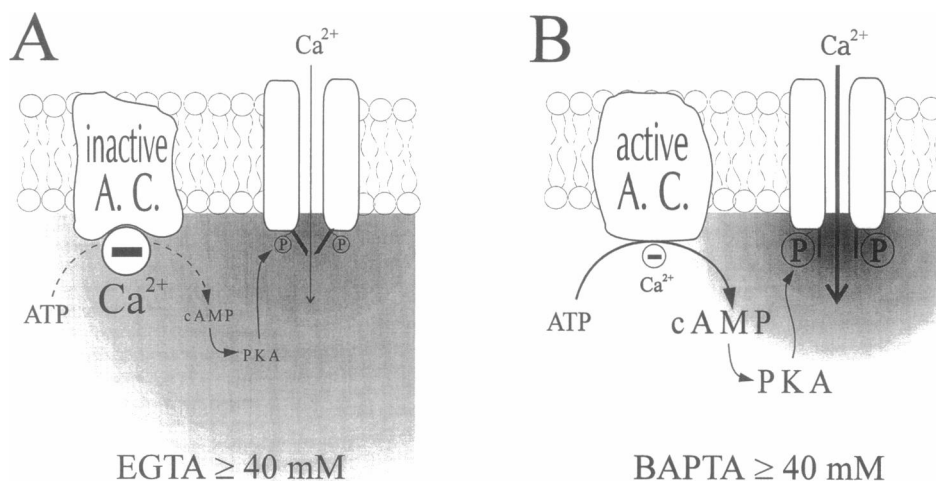 A
Ca²⁺
inactive
A. C.
P
P
−
Ca²⁺
ATP
cAMP
PKA
EGTA ≥ 40 mM
B
Ca²⁺
active
A. C.
P
P
−
Ca²⁺
ATP
cAMP
PKA
BAPTA ≥ 40 mM